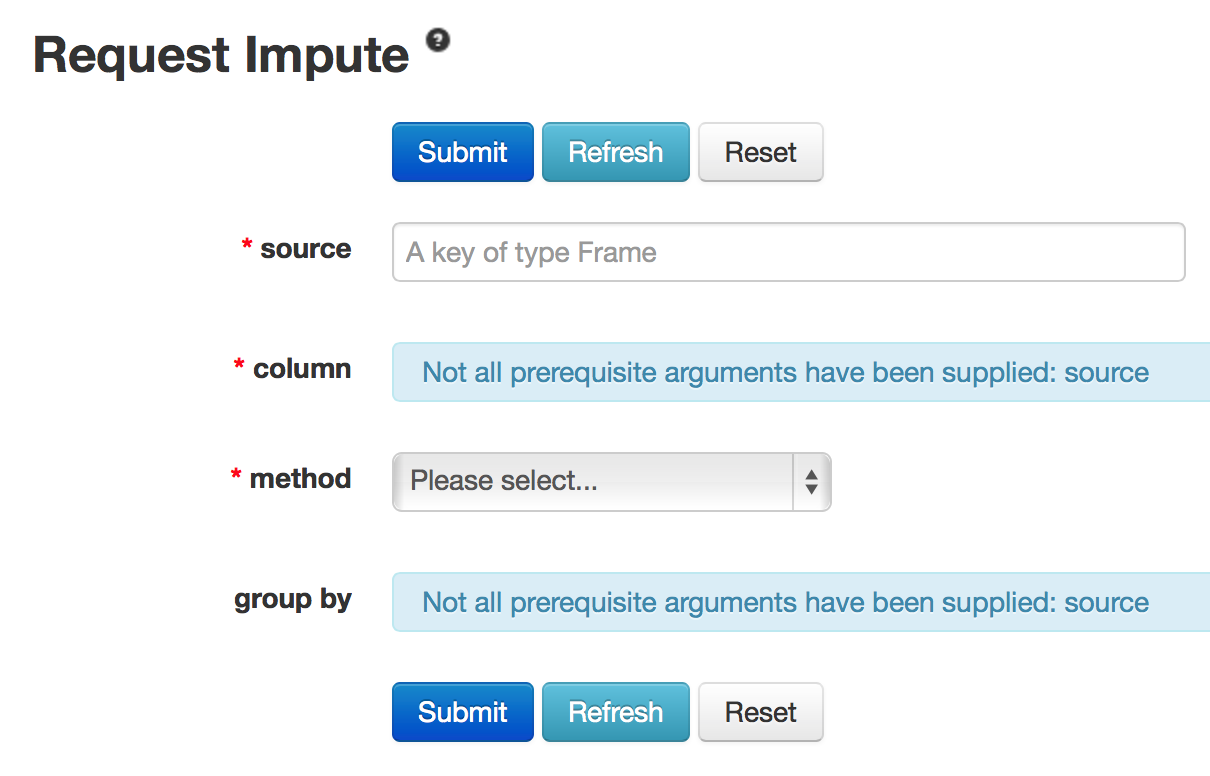 Request Impute ?
Submit Refresh Reset
* source A key of type Frame
* column Not all prerequisite arguments have been supplied: source
* method Please select...
group by Not all prerequisite arguments have been supplied: source
Submit Refresh Reset